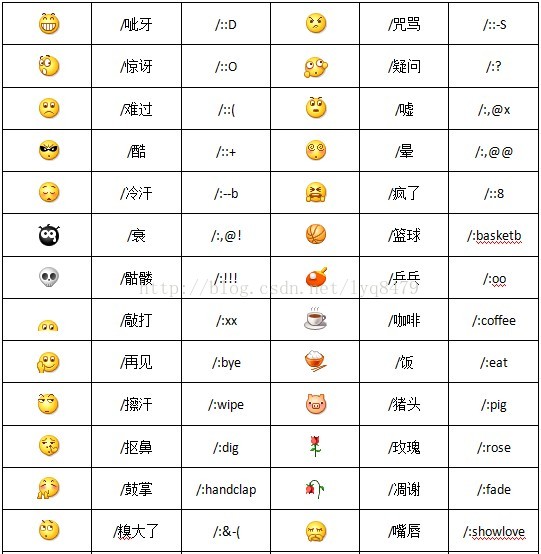 /呲牙 /::D /咒骂 /::-S
/惊讶 /::O /疑问 /:?
/难过 /::( /嘘 /:,@x
/酷 /::+ /晕 /:,@@
/冷汗 /:--b /疯了 /::8
/衰 /:,@! /篮球 /:basketb
/骷髅 /:!!! /乒乓 /:oo
http://blog.csdn.net/lyq8479
/敲打 /:xx /咖啡 /:coffee
/再见 /:bye /饭 /:eat
/擦汗 /:wipe /猪头 /:pig
/抠鼻 /:dig /玫瑰 /:rose
/鼓掌 /:handclap /凋谢 /:fade
/糗大了 /:&-( /嘴唇 /:showlove